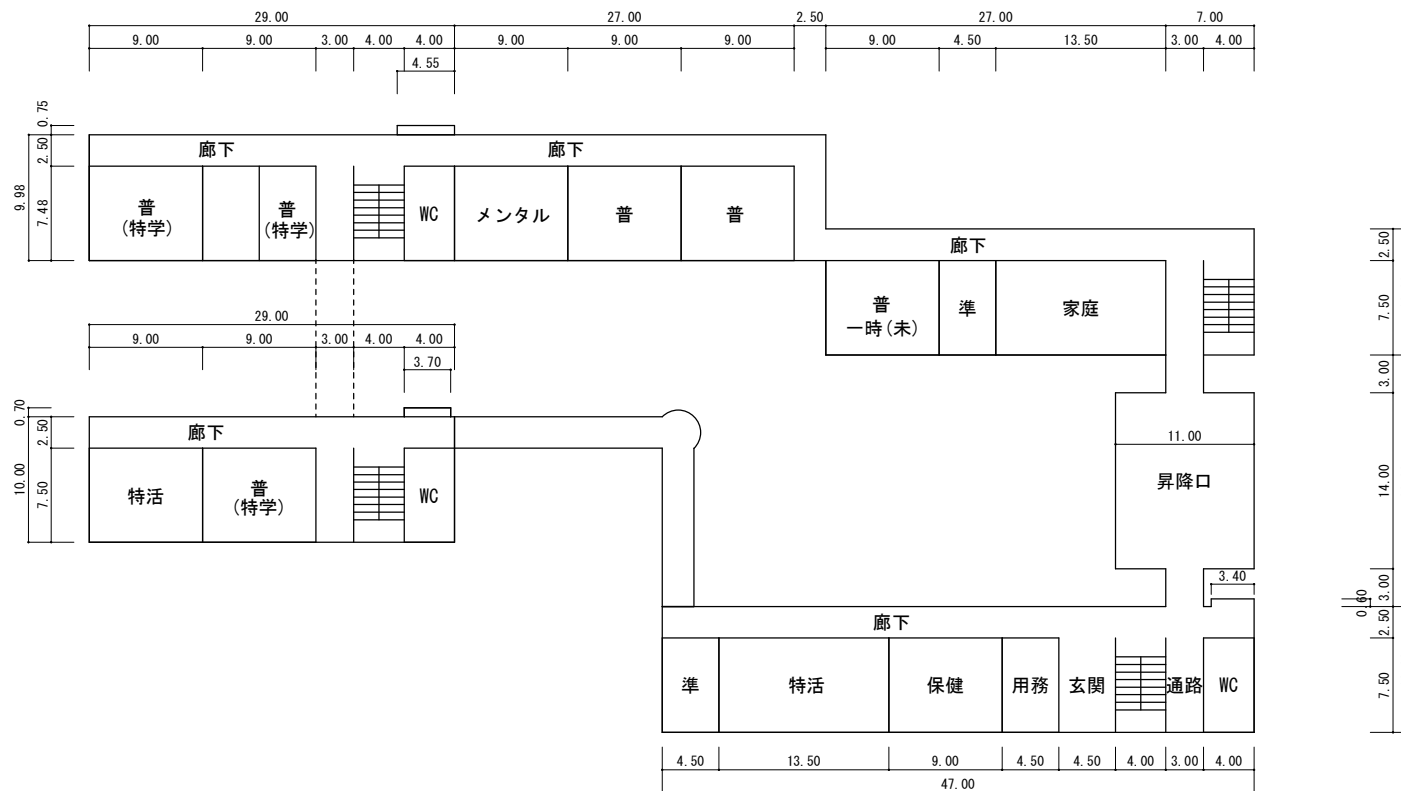 29.00 27.00 2.50 27.00 7.00
9.00 9.00 3.00 4.00 4.00 9.00 9.00 9.00 9.00 4.50 13.50 3.00 4.00
4.55
0.75
2.50
9.98
7.48
廊下 廊下
普
(特学)
普
(特学)
WC
メンタル
普
普
廊下
普
一時(未)
準
家庭
2.50
7.50
3.00
14.00
3.00
0.60
2.50
7.50
29.00
9.00 9.00 3.00 4.00 4.00
3.70
0.70
2.50
10.00
7.50
廊下
特活
普
(特学)
WC
11.00
昇降口
3.40
廊下
準
特活
保健
用務
玄関
通路
WC
4.50 13.50 9.00 4.50 4.50 4.00 3.00 4.00
47.00